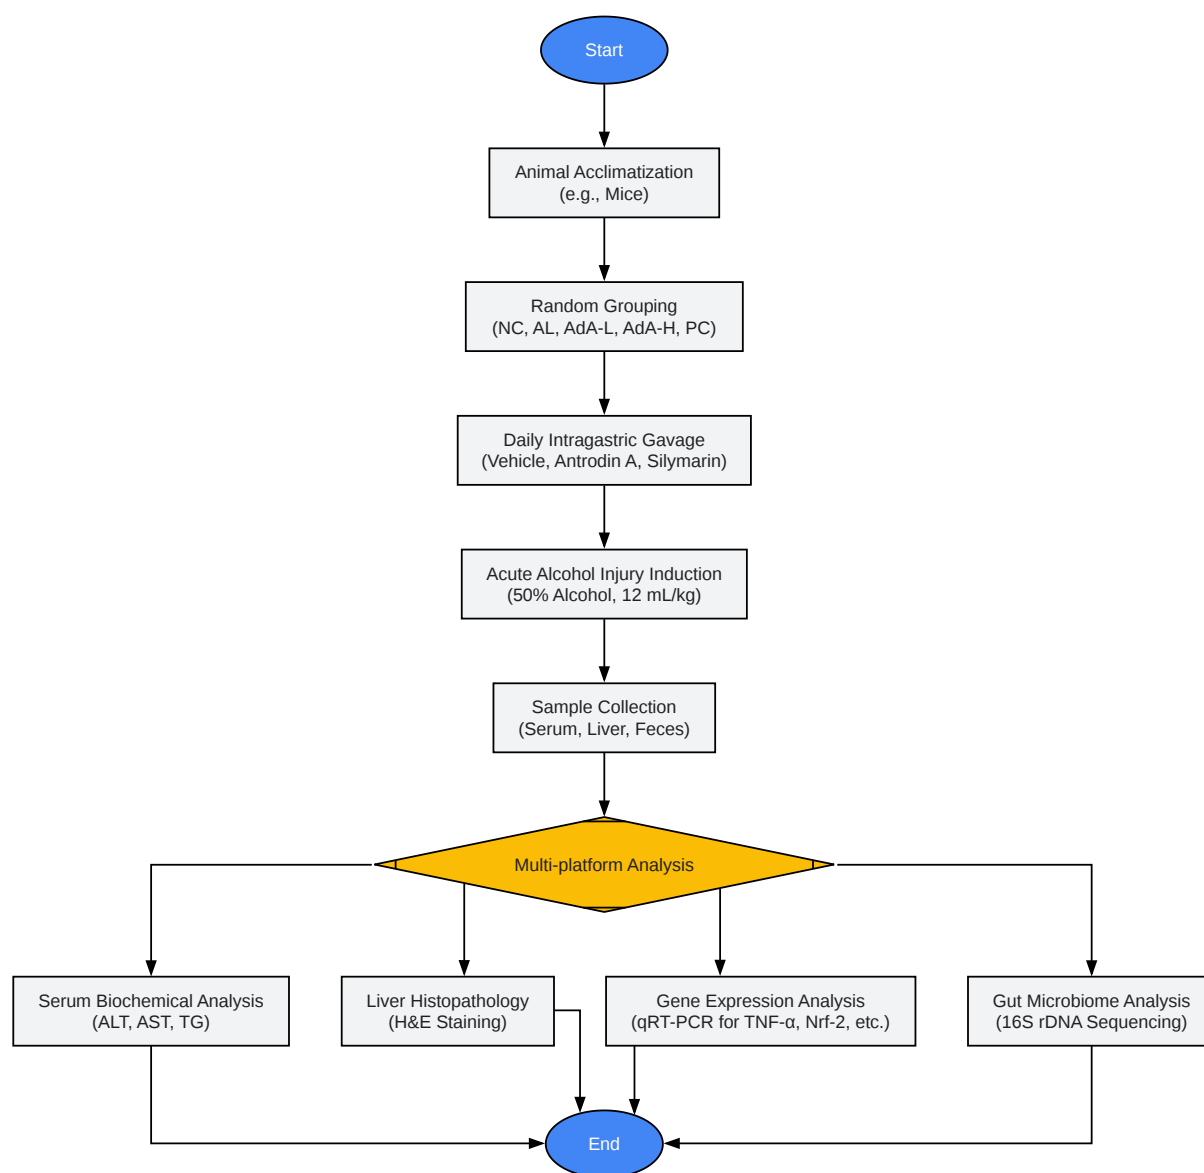 Start
Animal Acclimatization
(e.g., Mice)
Random Grouping
(NC, AL, AdA-L, AdA-H, PC)
Daily Intragastric Gavage
(Vehicle, Antrodin A, Silymarin)
Acute Alcohol Injury Induction
(50% Alcohol, 12 mL/kg)
Sample Collection
(Serum, Liver, Feces)
Multi-platform Analysis
Serum Biochemical Analysis
(ALT, AST, TG)
Liver Histopathology
(H&E Staining)
Gene Expression Analysis
(qRT-PCR for TNF-α, Nrf-2, etc.)
Gut Microbiome Analysis
(16S rDNA Sequencing)
End